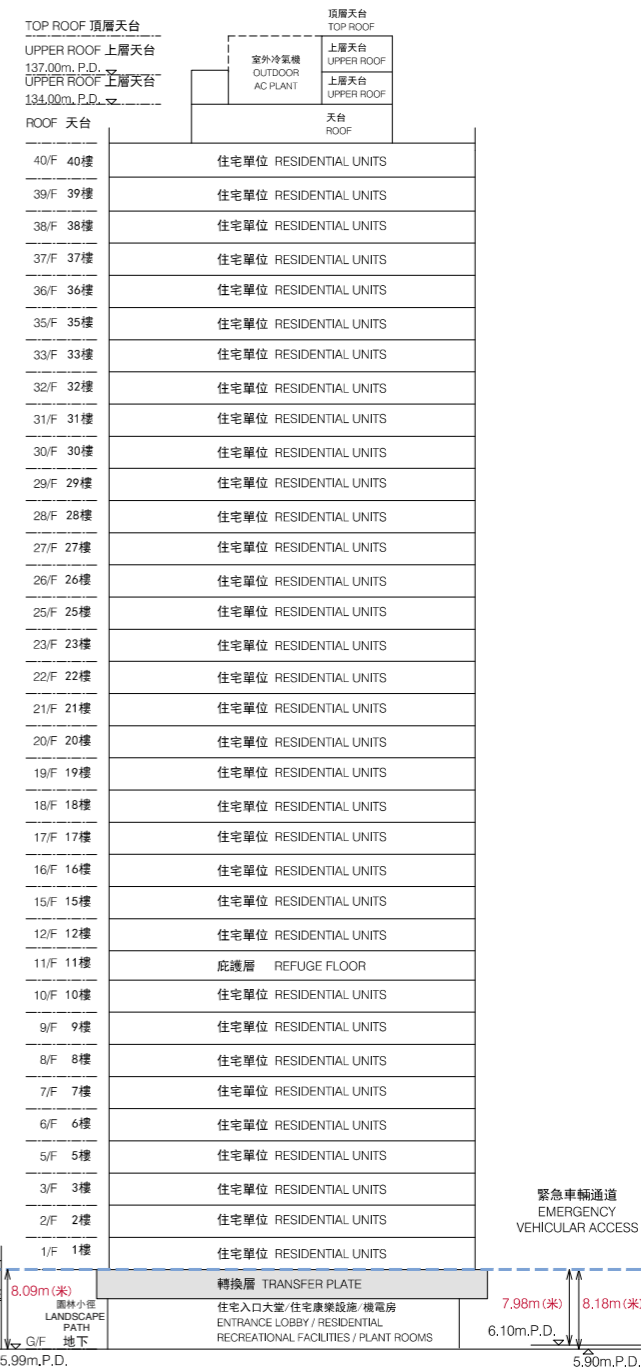 頂層天台
TOP ROOF
TOP ROOF 頂層天台
UPPER ROOF 上層天台
137.00m. P.D.
UPPER ROOF 上層天台
134.00m. P.D.
室外冷氣機
OUTDOOR
AC PLANT
上層天台
UPPER ROOF
上層天台
UPPER ROOF
ROOF 天台
天台
ROOF
40/F 40樓 住宅單位 RESIDENTIAL UNITS
39/F 39樓 住宅單位 RESIDENTIAL UNITS
38/F 38樓 住宅單位 RESIDENTIAL UNITS
37/F 37樓 住宅單位 RESIDENTIAL UNITS
36/F 36樓 住宅單位 RESIDENTIAL UNITS
35/F 35樓 住宅單位 RESIDENTIAL UNITS
33/F 33樓 住宅單位 RESIDENTIAL UNITS
32/F 32樓 住宅單位 RESIDENTIAL UNITS
31/F 31樓 住宅單位 RESIDENTIAL UNITS
30/F 30樓 住宅單位 RESIDENTIAL UNITS
29/F 29樓 住宅單位 RESIDENTIAL UNITS
28/F 28樓 住宅單位 RESIDENTIAL UNITS
27/F 27樓 住宅單位 RESIDENTIAL UNITS
26/F 26樓 住宅單位 RESIDENTIAL UNITS
25/F 25樓 住宅單位 RESIDENTIAL UNITS
23/F 23樓 住宅單位 RESIDENTIAL UNITS
22/F 22樓 住宅單位 RESIDENTIAL UNITS
21/F 21樓 住宅單位 RESIDENTIAL UNITS
20/F 20樓 住宅單位 RESIDENTIAL UNITS
19/F 19樓 住宅單位 RESIDENTIAL UNITS
18/F 18樓 住宅單位 RESIDENTIAL UNITS
17/F 17樓 住宅單位 RESIDENTIAL UNITS
16/F 16樓 住宅單位 RESIDENTIAL UNITS
15/F 15樓 住宅單位 RESIDENTIAL UNITS
12/F 12樓 住宅單位 RESIDENTIAL UNITS
11/F 11樓 庇護層 REFUGE FLOOR
10/F 10樓 住宅單位 RESIDENTIAL UNITS
9/F 9樓 住宅單位 RESIDENTIAL UNITS
8/F 8樓 住宅單位 RESIDENTIAL UNITS
7/F 7樓 住宅單位 RESIDENTIAL UNITS
6/F 6樓 住宅單位 RESIDENTIAL UNITS
5/F 5樓 住宅單位 RESIDENTIAL UNITS
3/F 3樓 住宅單位 RESIDENTIAL UNITS
2/F 2樓 住宅單位 RESIDENTIAL UNITS
1/F 1樓 住宅單位 RESIDENTIAL UNITS
緊急車輛通道
EMERGENCY
VEHICULAR ACCESS
轉換層 TRANSFER PLATE
8.09m(米)
園林小徑
LANDSCAPE
PATH
G/F 地下
5.99m.P.D.
住宅入口大堂/住宅康樂設施/機電房
ENTRANCE LOBBY / RESIDENTIAL
RECREATIONAL FACILITIES / PLANT ROOMS
7.98m(米) 8.18m(米)
6.10m.P.D.
5.90m.P.D.